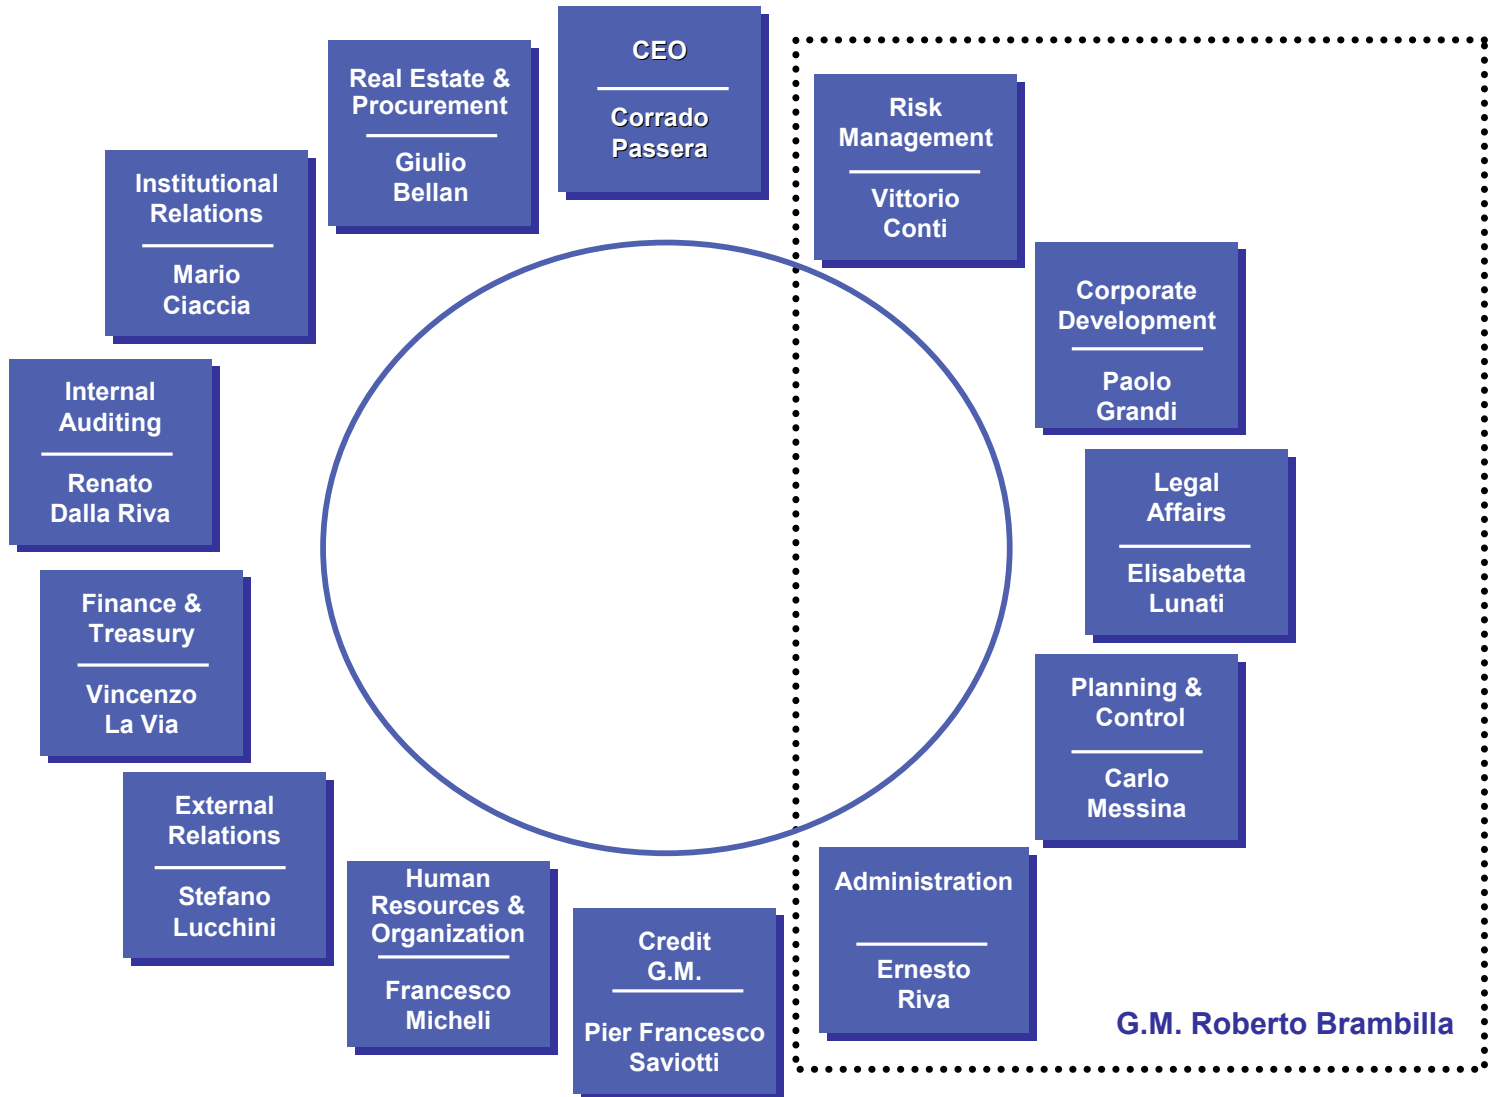 CEO
Corrado
Passera
Risk
Management
Vittorio
Conti
Corporate
Development
Paolo
Grandi
Legal
Affairs
Elisabetta
Lunati
Planning &
Control
Carlo
Messina
Administration
Ernesto
Riva
G.M. Roberto Brambilla
Credit
G.M.
Pier Francesco
Saviotti
Human
Resources &
Organization
Francesco
Micheli
External
Relations
Stefano
Lucchini
Finance &
Treasury
Vincenzo
La Via
Internal
Auditing
Renato
Dalla Riva
Institutional
Relations
Mario
Ciaccia
Real Estate &
Procurement
Giulio
Bellan